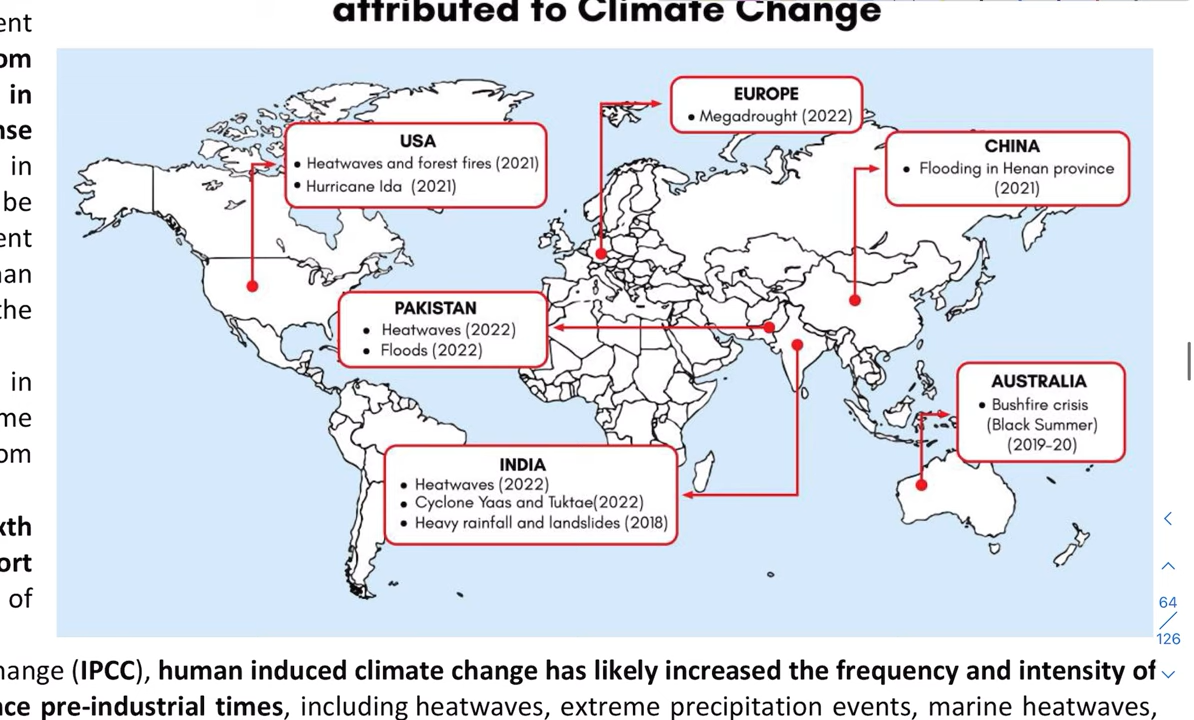 attributed to Climate Change
ent
om
in
nse
in
be
ent
nan
the
in
me
om
xth
ort
of
EUROPE
• Megadrought (2022)
USA
• Heatwaves and forest fires (2021)
• Hurricane Ida (2021)
CHINA
• Flooding in Henan province
(2021)
PAKISTAN
• Heatwaves (2022)
• Floods (2022)
AUSTRALIA
• Bushfire crisis
(Black Summer)
(2019-20)
INDIA
• Heatwaves (2022)
• Cyclone Yaas and Tuktae(2022)
• Heavy rainfall and landslides (2018)
64
126
hange (IPCC), human induced climate change has likely increased the frequency and intensity of
nce pre-industrial times, including heatwaves, extreme precipitation events, marine heatwaves,